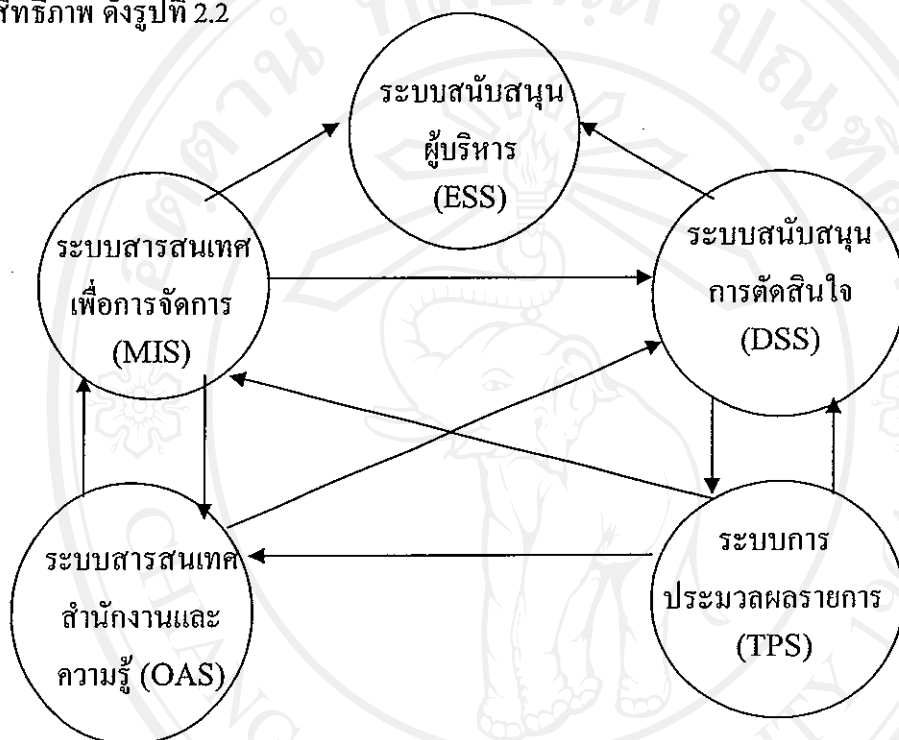 สิทธิภาพ ดังรูปที่ 2.2
ระบบสนับสนุน
ผู้บริหาร
(ESS)
ระบบสารสนเทศ
เพื่อการจัดการ
(MIS)
ระบบสนับสนุน
การตัดสินใจ
(DSS)
ระบบสารสนเทศ
สำนักงานและ
ความรู้ (OAS)
ระบบการ
ประมวลผลรายการ
(TPS)